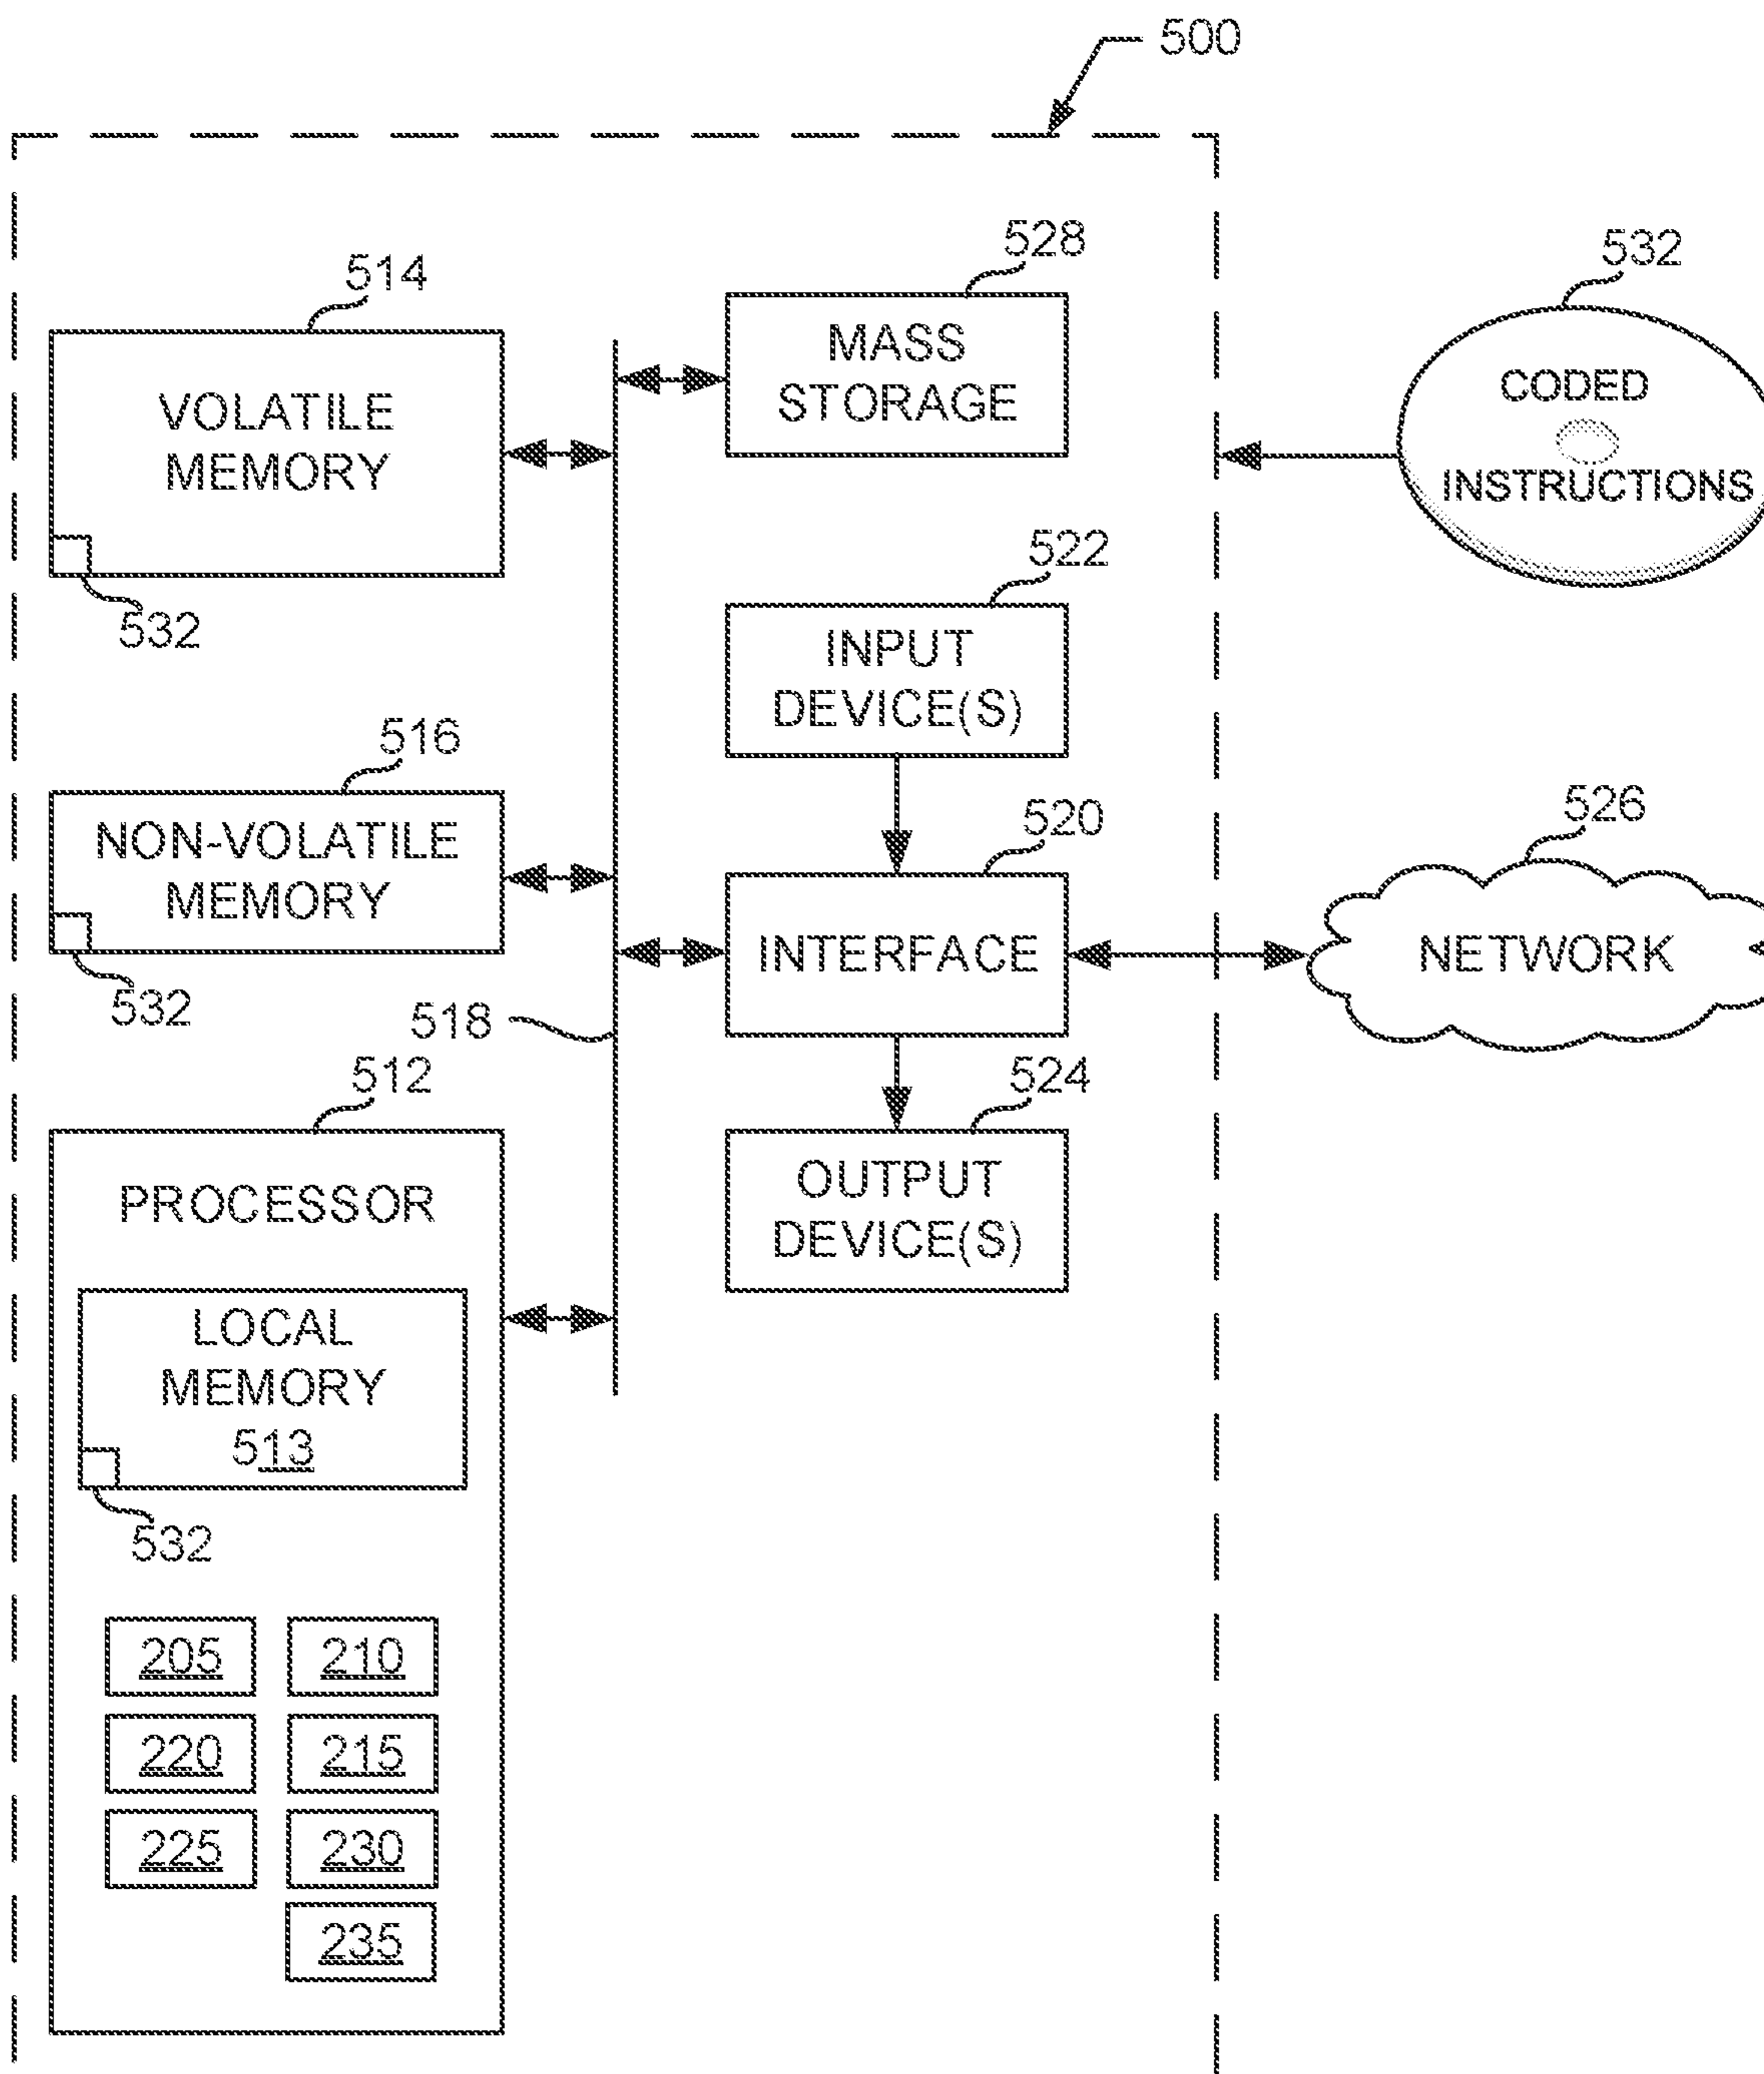 500
528
514
532
MASS
STORAGE
VOLATILE
MEMORY
CODED
INSTRUCTIONS
522
532
INPUT
DEVICE(S)
516
520
526
NON-VOLATILE
MEMORY
INTERFACE
NETWORK
532
518
512
524
PROCESSOR
OUTPUT
DEVICE(S)
LOCAL
MEMORY
513
532
205
210
220
215
225
230
235